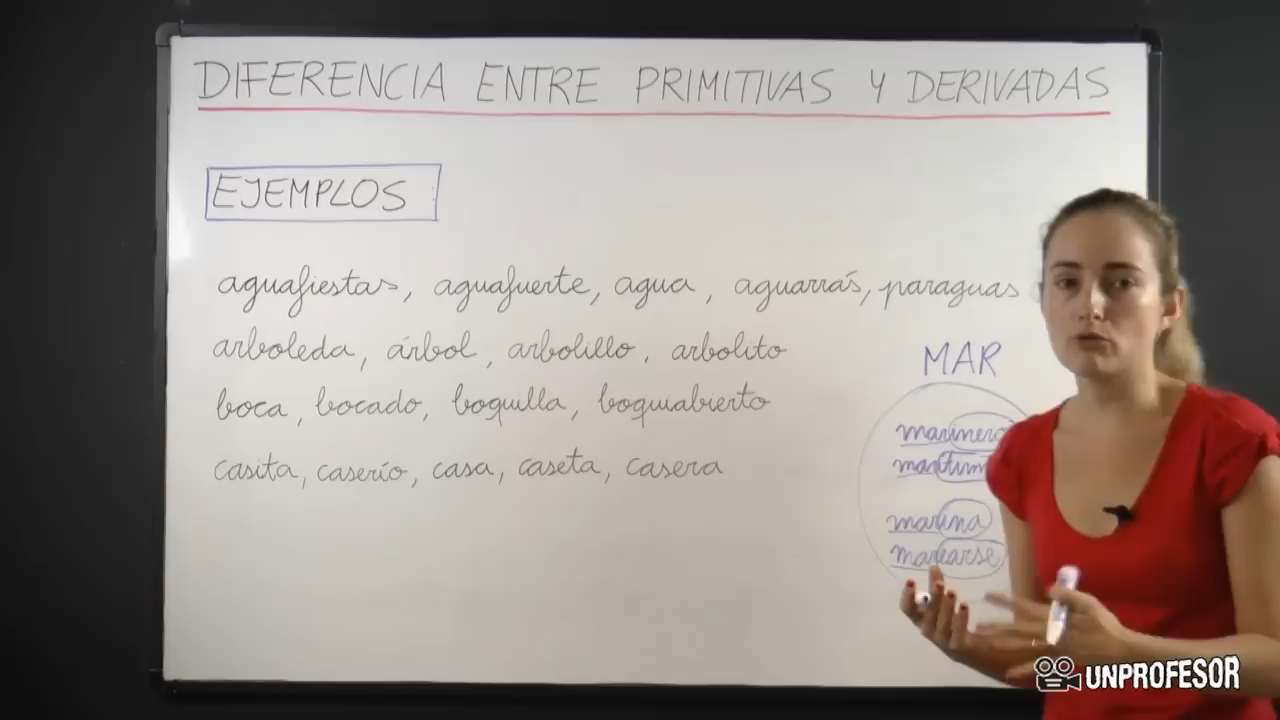 DIFERENCIA ENTRE PRIMITIVAS Y DERIVADAS
EJEMPLOS
aguafiestas, aguafuerte, agua, aguarrás, paraguas
arboleda, árbol, arbolillo, arbolito
MAR
boca, bocado, boquilla, boquiabierto
marinero
casita, caserío, casa, caseta, casera
marina
marearse
UNPROFESOR